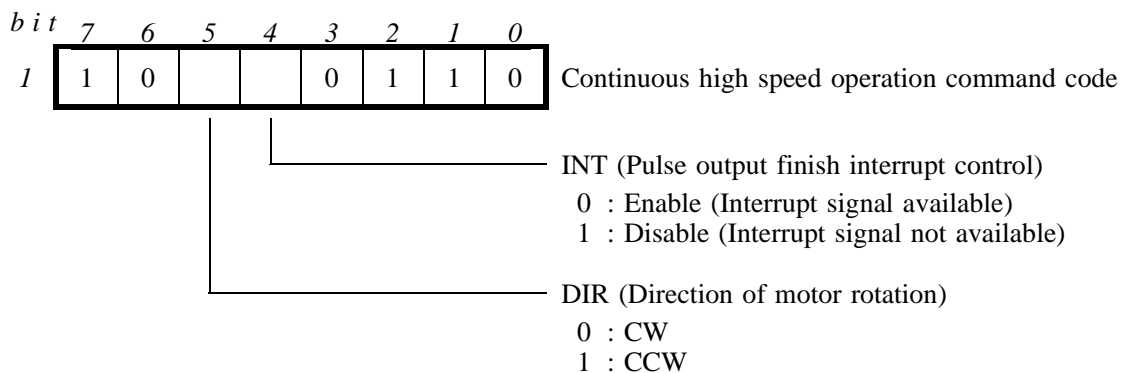 bit 7 6 5 4 3 2 1 0
1 1 0 0 1 1 0 Continuous high speed operation command code
INT (Pulse output finish interrupt control)
0 : Enable (Interrupt signal available)
1 : Disable (Interrupt signal not available)
DIR (Direction of motor rotation)
0 : CW
1 : CCW